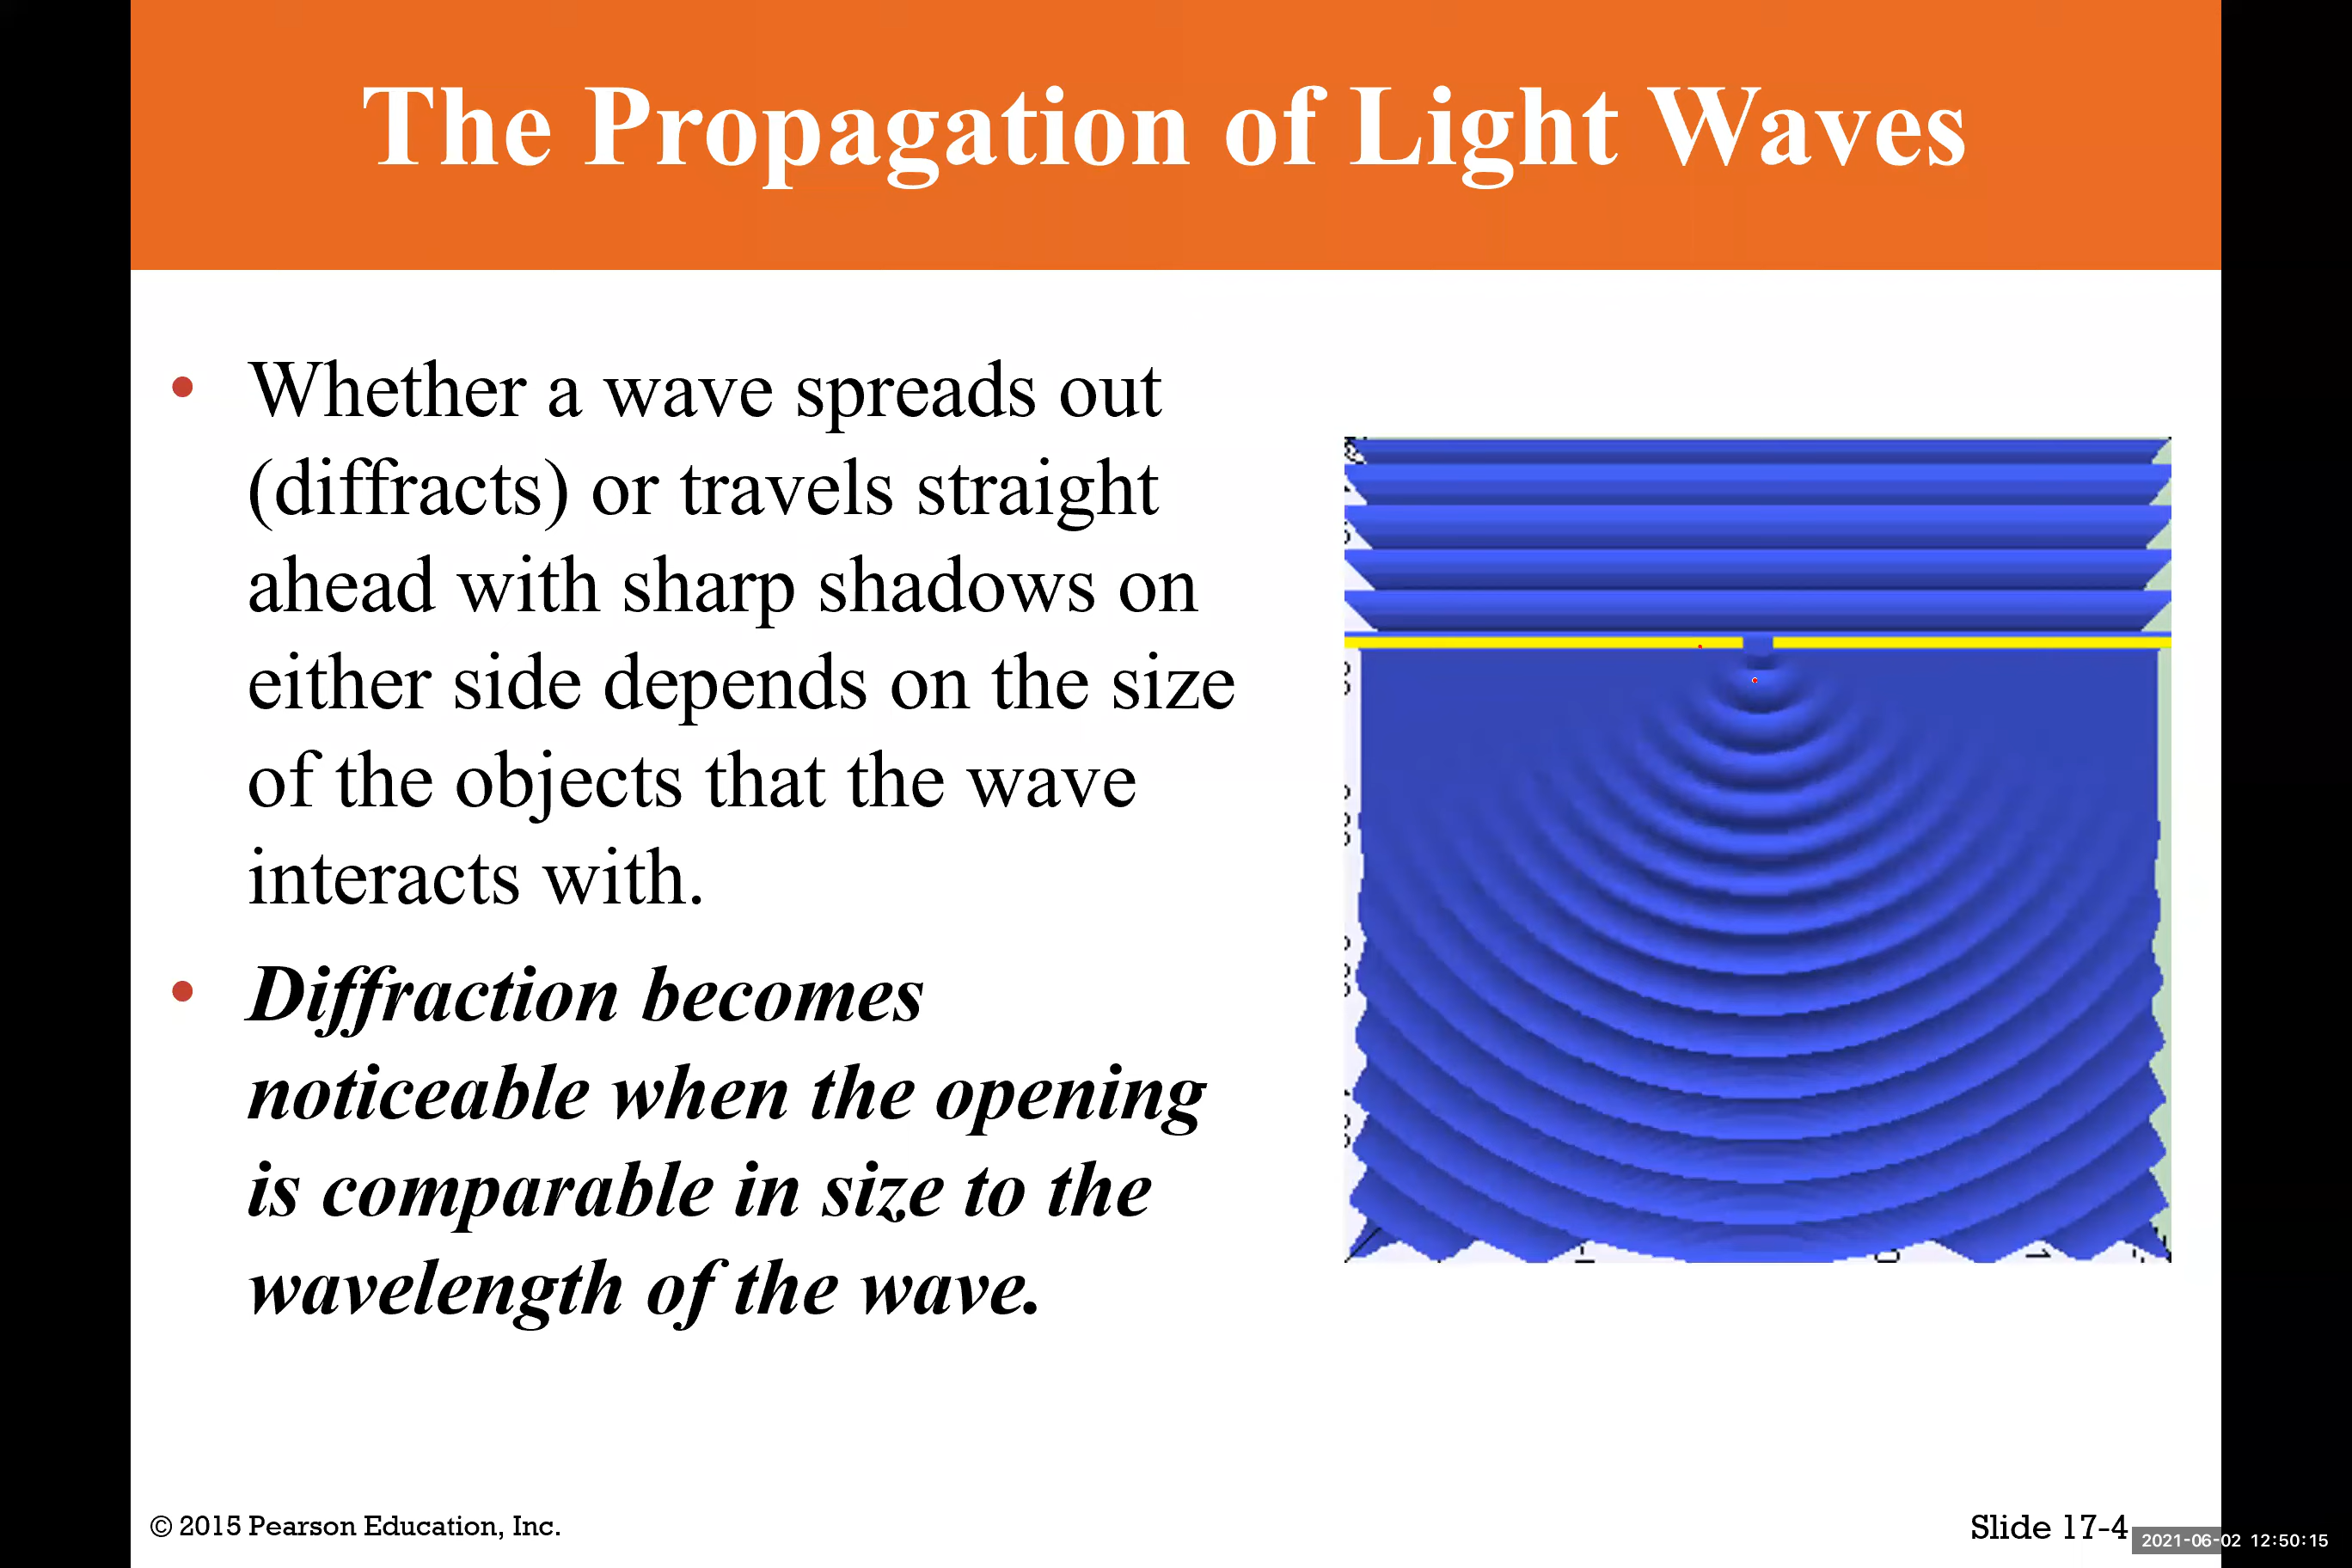 The Propagation of Light Waves
• Whether a wave spreads out
(diffracts) or travels straight
ahead with sharp shadows on
either side depends on the size
of the objects that the wave
interacts with.
• Diffraction becomes
noticeable when the opening
is comparable in size to the
wavelength of the wave.
© 2015 Pearson Education, Inc.
Slide 17-4
2021-06-02 12:50:15